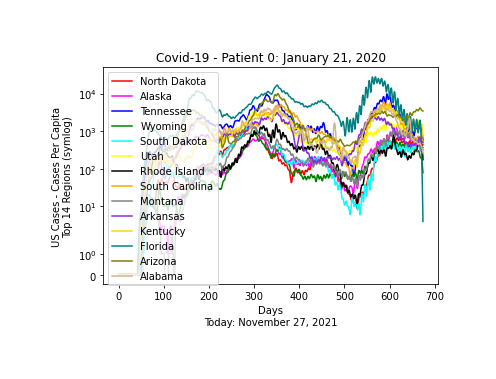 Covid-19 - Patient 0: January 21, 2020
US Cases - Cases Per Capita
Top 14 Regions (symlog)
10⁴
10³
10²
10¹
10⁰
0
North Dakota
Alaska
Tennessee
Wyoming
South Dakota
Utah
Rhode Island
South Carolina
Montana
Arkansas
Kentucky
Florida
Arizona
Alabama
0 100 200 300 400 500 600 700
Days
Today: November 27, 2021